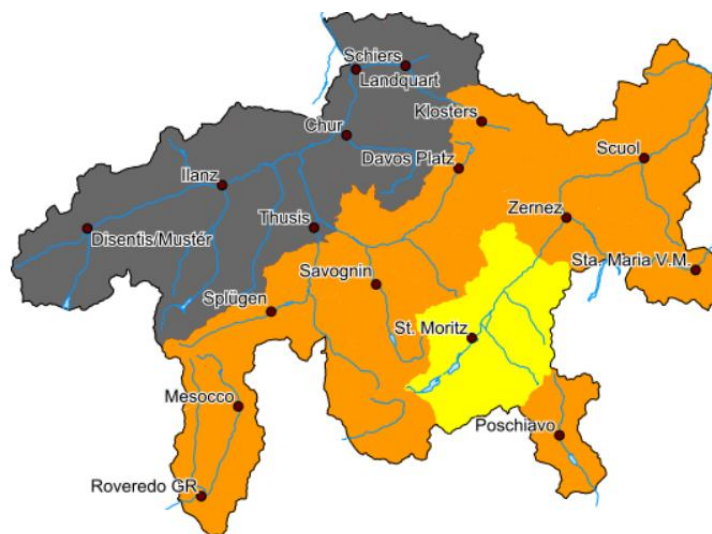 Schiers
Landquart
Klosters
Chur
Davos Platz
Scuol
Ilanz
Zernez
Thusis
Disentis/Mustér
Sta. Maria V.M.
Savognin
Splügen
St. Moritz
Mesocco
Poschiavo
Roveredo GR